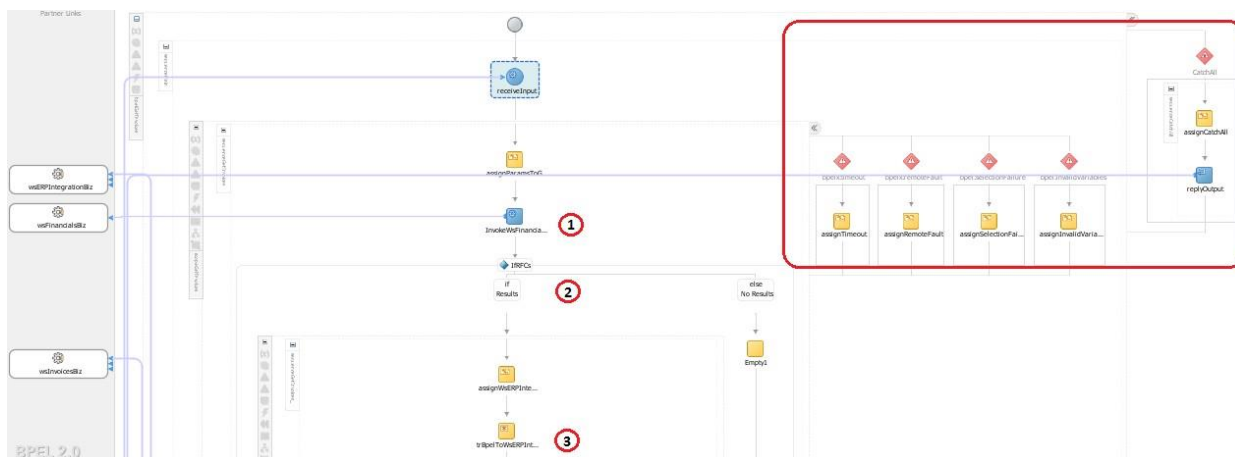 Partner Links
CatchAll
receiveInput
assignCatchAll
assignParamsToG
wsERPIntegrationBiz
replyOutput
wsFinancialsBiz
InvokeWsFinancia...
1
assignTimeout
assignRemoteFault
assignSelectionFai...
assignInvalidVaria...
IfRFCs
if
Results
2
else
No Results
wsInvoicesBiz
Empty1
assignWsERPInte...
trBpelToWsERPInt...
3
BPEL 2.0